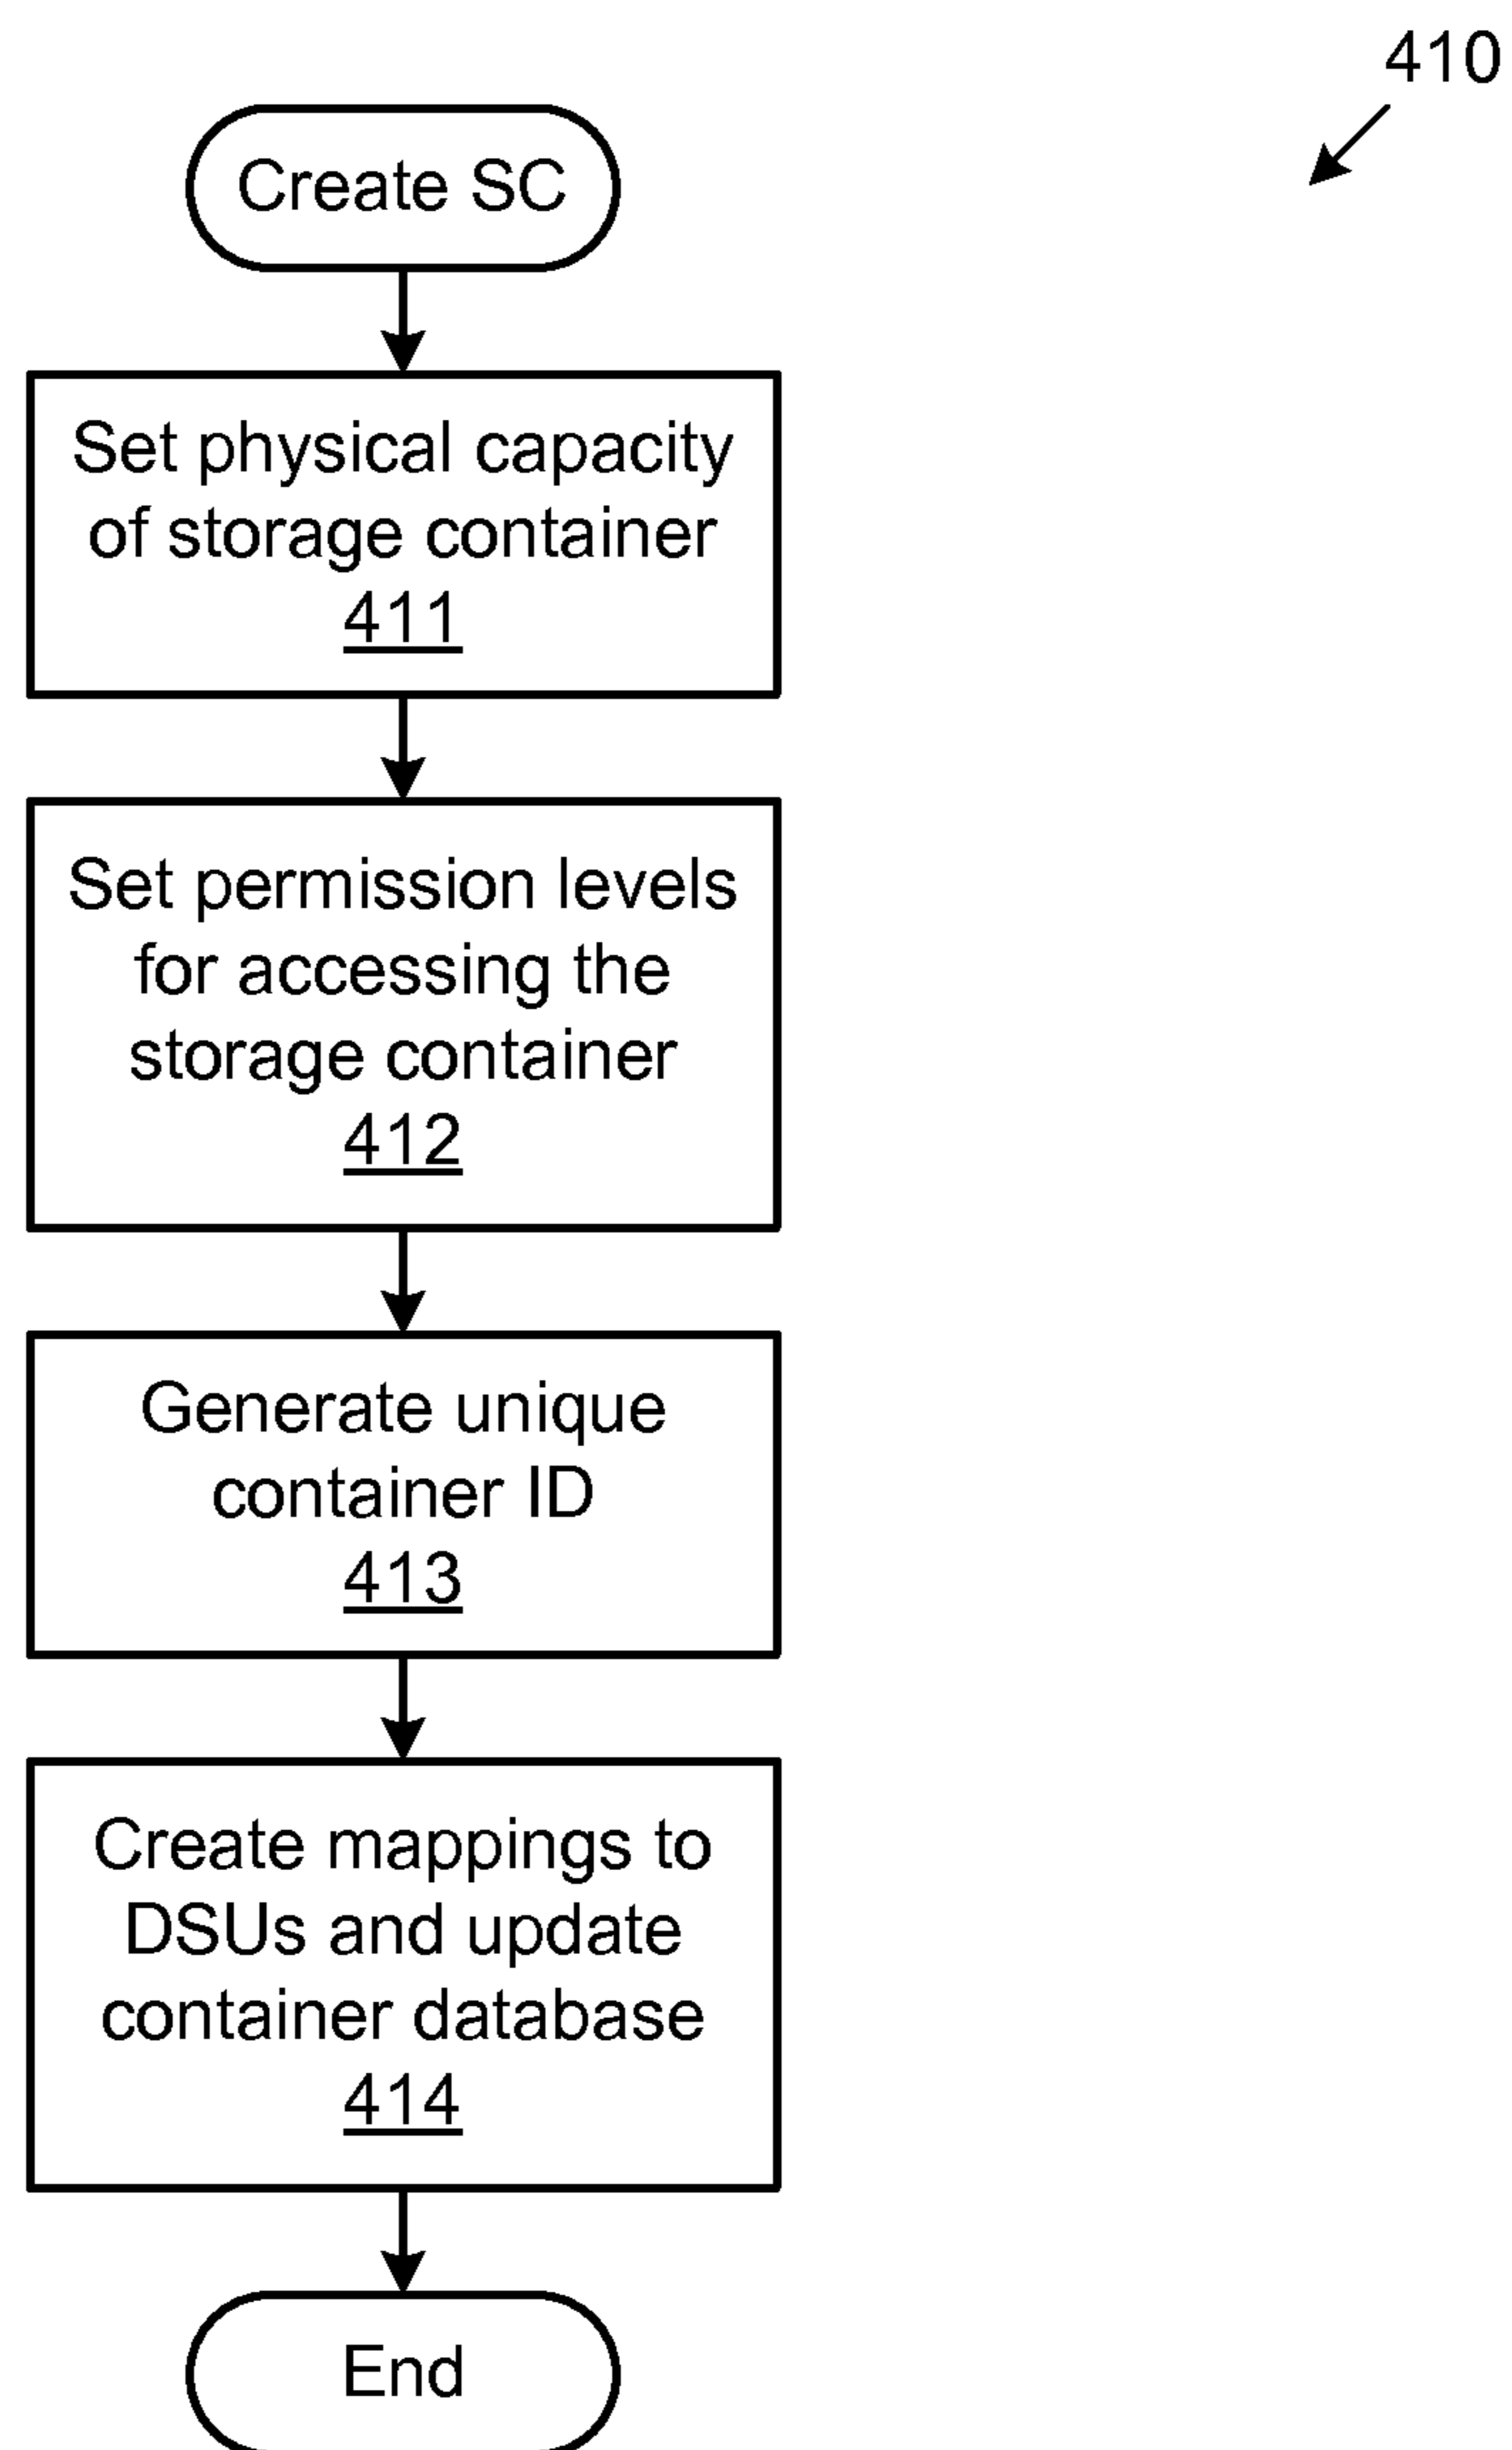 410
Create SC
Set physical capacity
of storage container
411
Set permission levels
for accessing the
storage container
412
Generate unique
container ID
413
Create mappings to
DSUs and update
container database
414
End